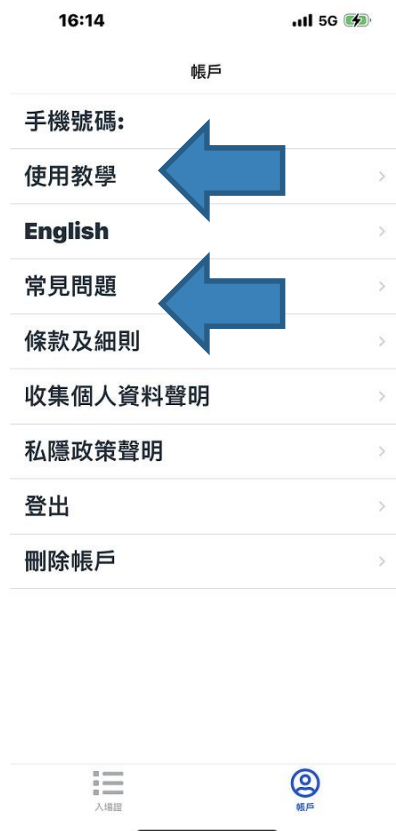 16:14
5G
帳戶
手機號碼:
使用教學
English
常見問題
條款及細則
收集個人資料聲明
私隱政策聲明
登出
刪除帳戶
入場證
帳戶